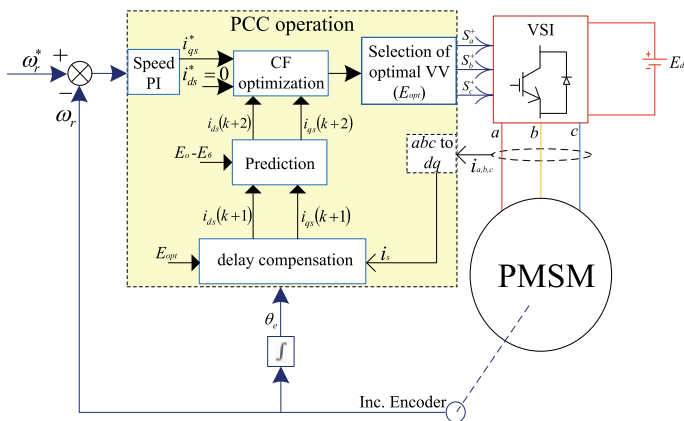 PCC operation
VSI
ω*r
+
−
ωr
Speed
PI
i*qs
i*ds = 0
CF
optimization
Selection of
optimal VV
(Eopt)
S+a
S+b
S+c
+
−
a
b
c
ids(k+2)
iqs(k+2)
Eo-E6
Prediction
abc to
dq
ia,b,c
ids(k+1)
iqs(k+1)
Eopt
delay compensation
is
PMSM
θe
∫
Inc. Encoder